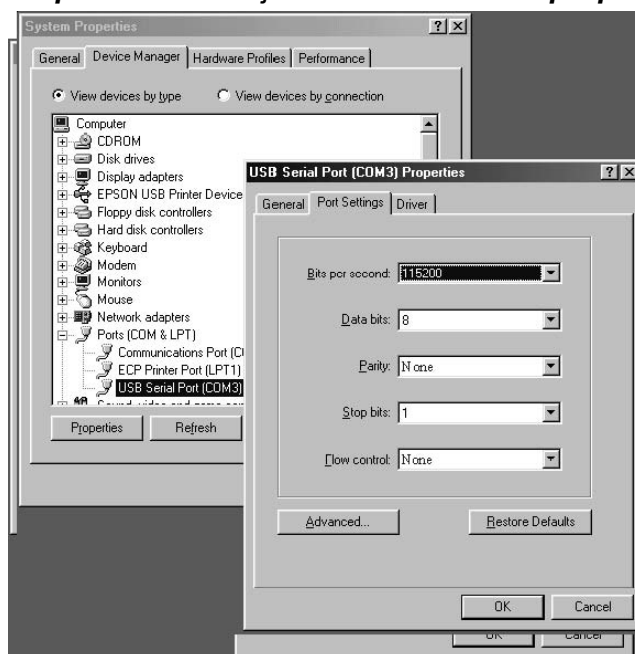 System Properties
General Device Manager Hardware Profiles Performance
View devices by type View devices by connection
Computer
CDROM
Disk drives
Display adapters
EPSON USB Printer Device
Floppy disk controllers
Hard disk controllers
Keyboard
Modem
Monitors
Mouse
Network adapters
Ports (COM & LPT)
Communications Port
ECP Printer Port (LPT1)
USB Serial Port (COM3)
Properties Refresh
USB Serial Port (COM3) Properties
General Port Settings Driver
Bits per second: 115200
Data bits: 8
Parity: None
Stop bits: 1
Flow control: None
Advanced... Restore Defaults
OK Cancel
OK Cancel